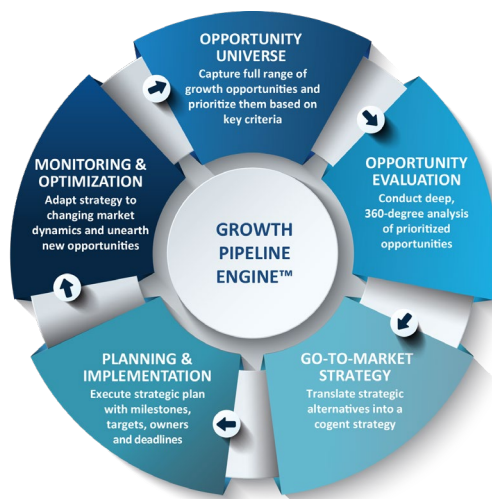 OPPORTUNITY
UNIVERSE
Capture full range of
growth opportunities and
prioritize them based on
key criteria
OPPORTUNITY
EVALUATION
Conduct deep,
360-degree analysis
of prioritized
opportunities
GO-TO-MARKET
STRATEGY
Translate strategic
alternatives into a
cogent strategy
PLANNING &
IMPLEMENTATION
Execute strategic plan
with milestones,
targets, owners
and deadlines
MONITORING &
OPTIMIZATION
Adapt strategy to
changing market
dynamics and unearth
new opportunities
GROWTH
PIPELINE
ENGINE™